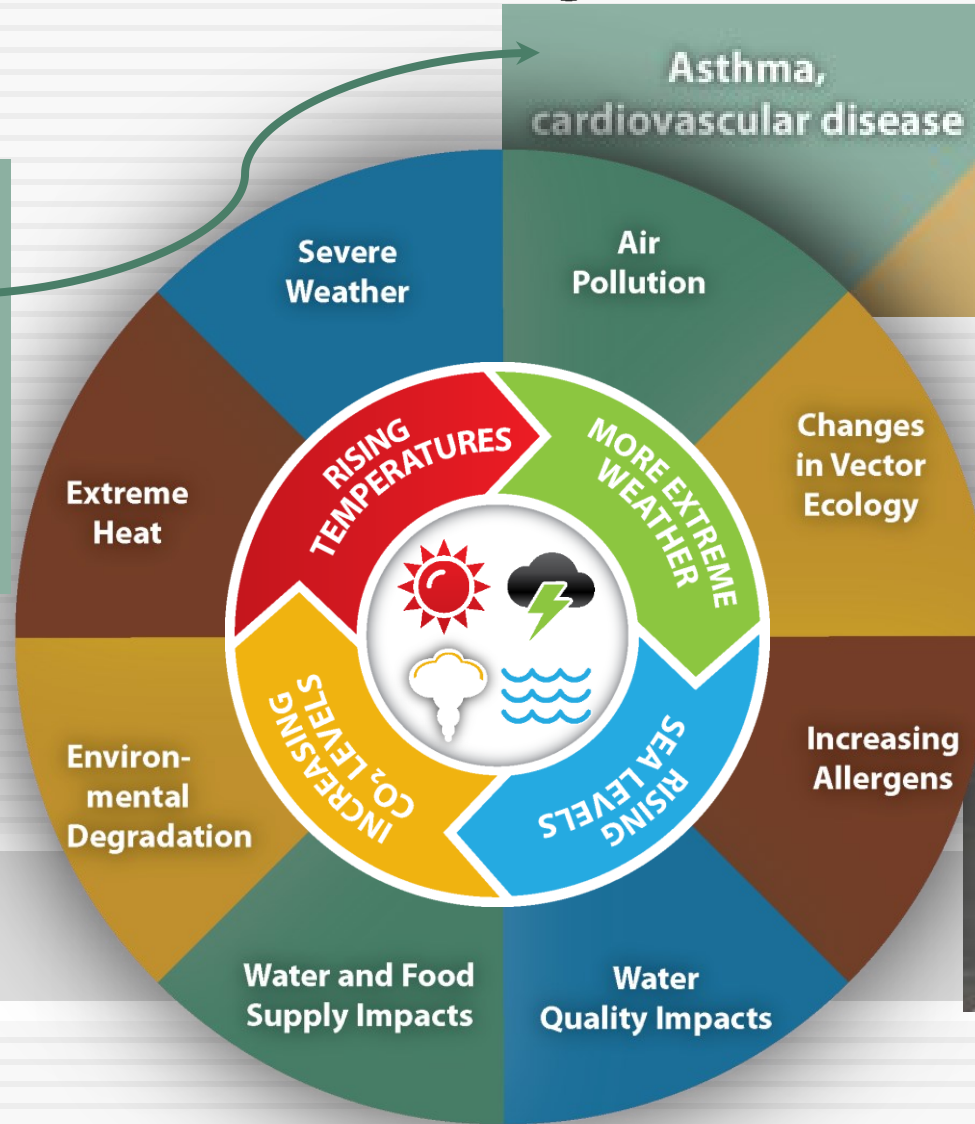 Asthma,
cardiovascular disease
Severe
Weather
Air
Pollution
Changes
in Vector
Ecology
Increasing
Allergens
Water
Quality Impacts
Water and Food
Supply Impacts
Environ-
mental
Degradation
Extreme
Heat
RISING
TEMPERATURES
MORE EXTREME
WEATHER
RISING
SEA LEVELS
INCREASING
CO₂ LEVELS